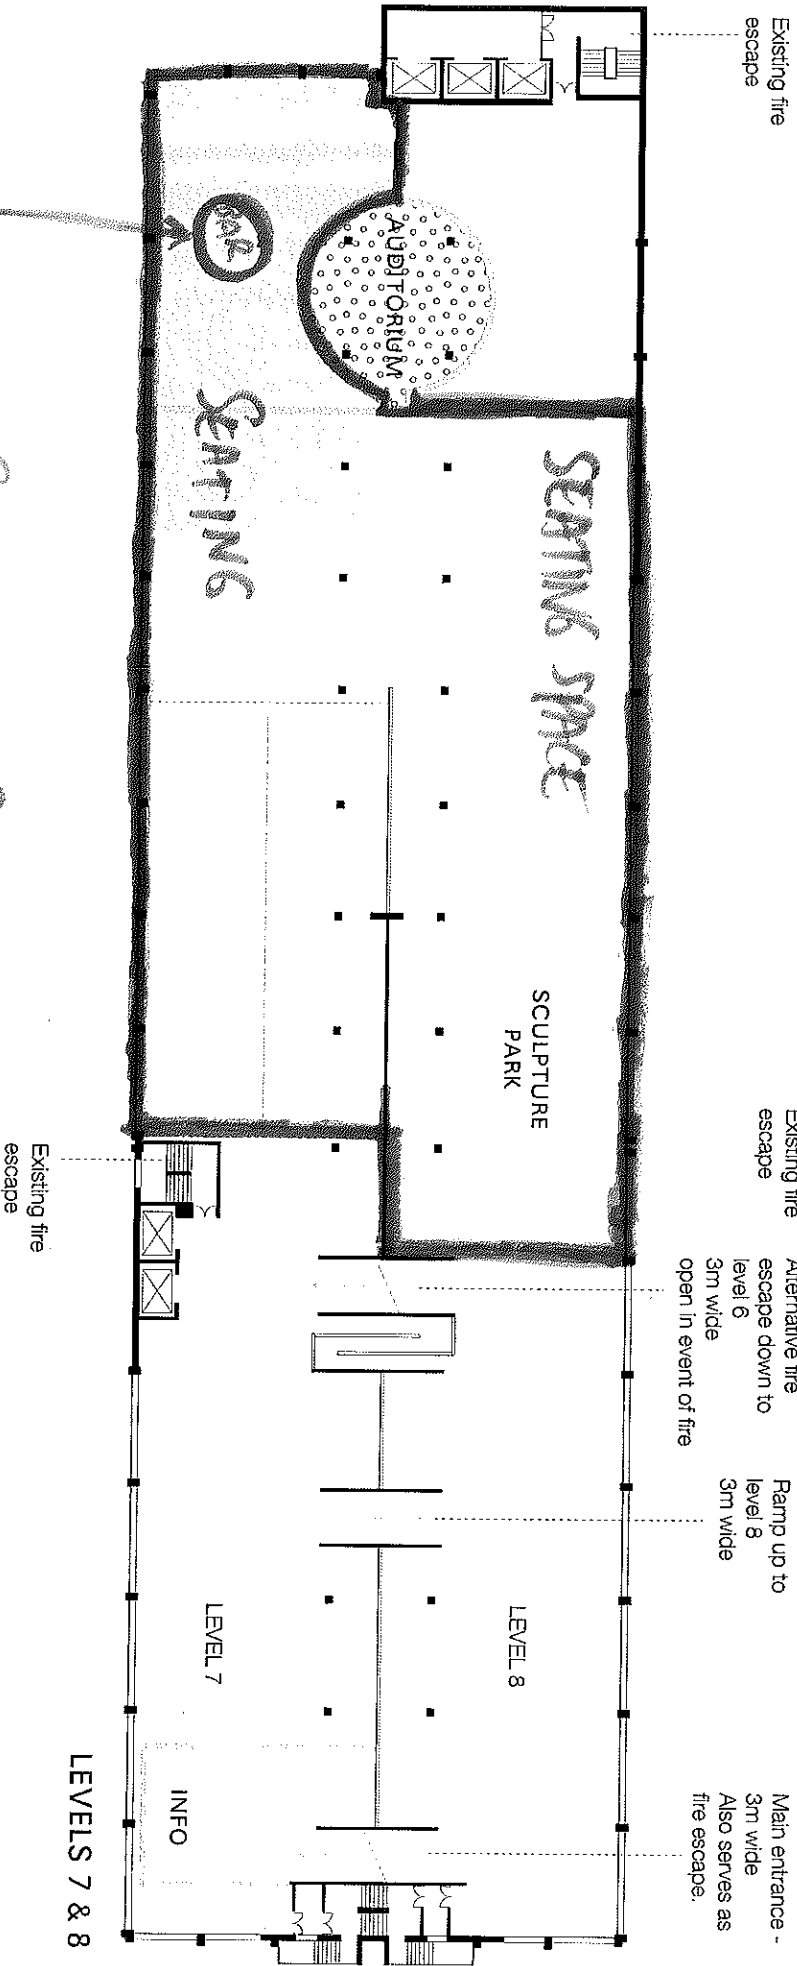 Existing fire
escape
Existing fire
escape
Alternative fire
escape down to
level 6
3m wide
open in event of fire
Ramp up to
level 8
3m wide
Main entrance -
3m wide
Also serves as
fire escape.
SEATING SPACE
SCULPTURE
PARK
LEVEL 8
AUDITORIUM
BAR
SEATING
LEVEL 7
INFO
Existing fire
escape
LEVELS 7 & 8